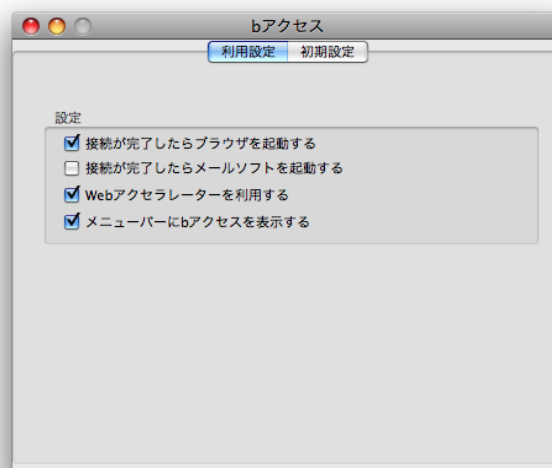 bアクセス
利用設定 初期設定
設定
接続が完了したらブラウザを起動する
接続が完了したらメールソフトを起動する
Webアクセラレーターを利用する
メニューバーにbアクセスを表示する